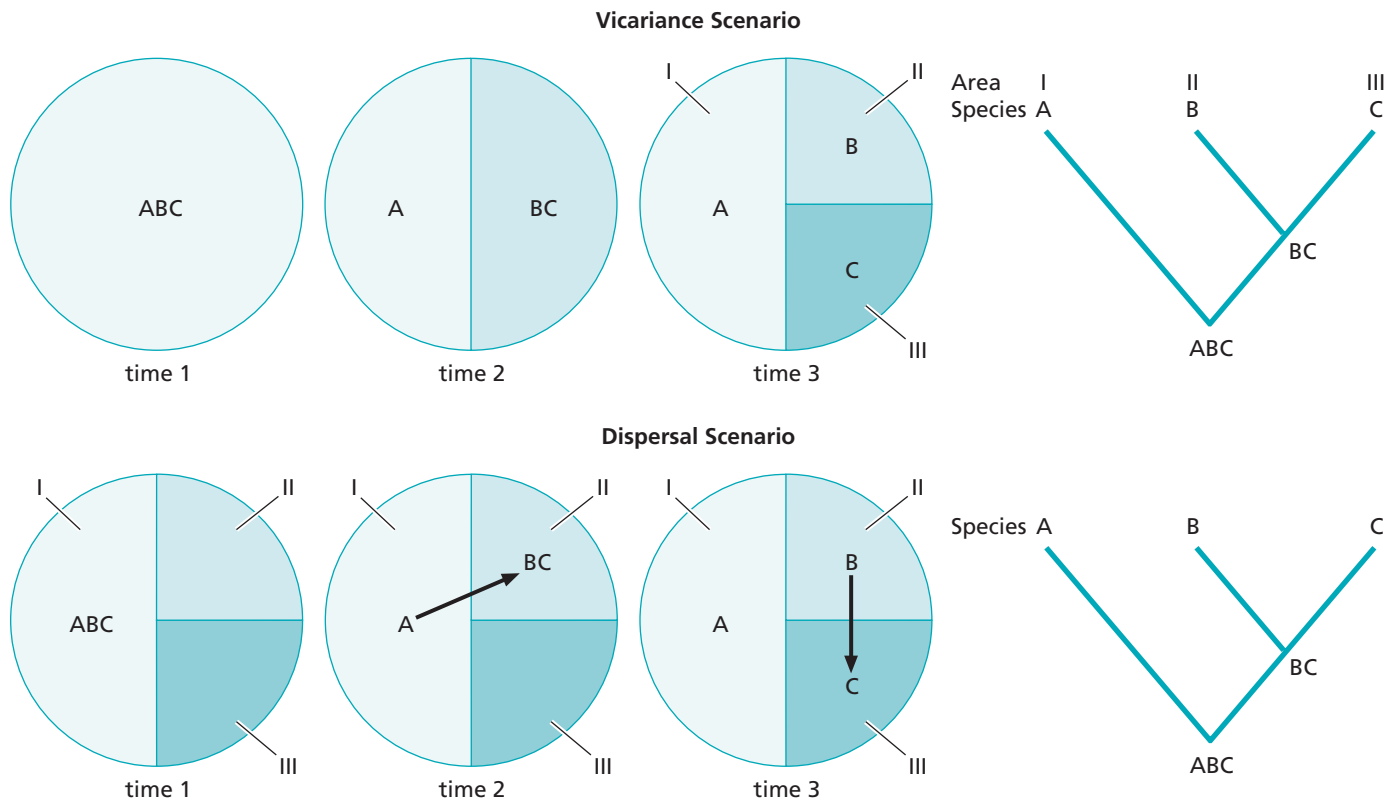 Vicariance Scenario
I II
Area I II III
Species A B C
ABC
A BC
A B
C
BC
III
ABC
time 1 time 2 time 3
Dispersal Scenario
I II I II I II
Species A B C
ABC
A BC
A B
C
BC
III III III
ABC
time 1 time 2 time 3